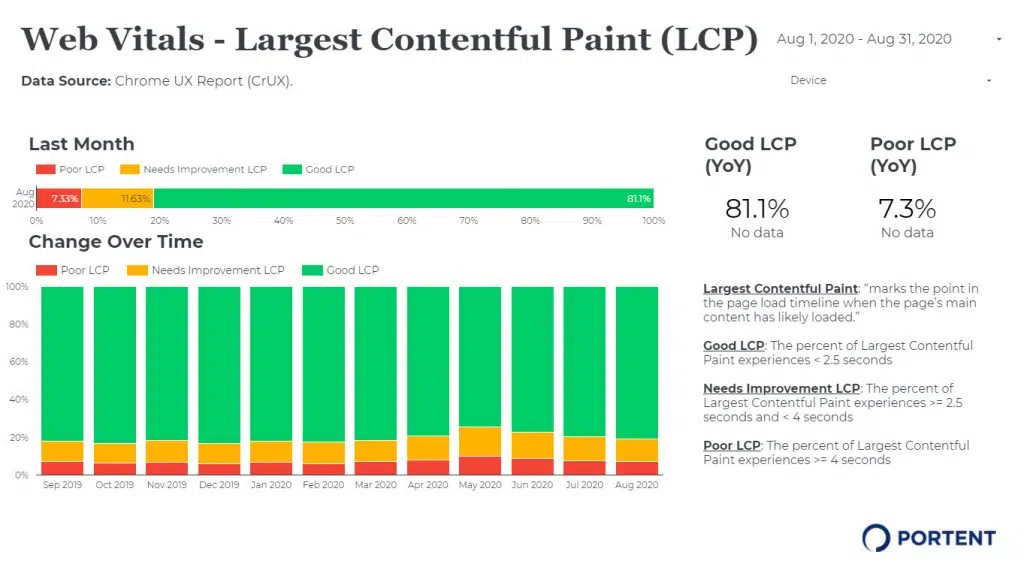 Web Vitals - Largest Contentful Paint (LCP)
Aug 1, 2020 - Aug 31, 2020
Data Source: Chrome UX Report (CrUX).
Device
Last Month
Poor LCP
Needs Improvement LCP
Good LCP
Aug
2020
7.33%
11.63%
81.1%
0%
10%
20%
30%
40%
50%
60%
70%
80%
90%
100%
Good LCP
(YoY)
81.1%
No data
Poor LCP
(YoY)
7.3%
No data
Change Over Time
Poor LCP
Needs Improvement LCP
Good LCP
100%
80%
60%
40%
20%
0%
Sep 2019
Oct 2019
Nov 2019
Dec 2019
Jan 2020
Feb 2020
Mar 2020
Apr 2020
May 2020
Jun 2020
Jul 2020
Aug 2020
Largest Contentful Paint: “marks the point in
the page load timeline when the page’s main
content has likely loaded.”
Good LCP: The percent of Largest Contentful
Paint experiences < 2.5 seconds
Needs Improvement LCP: The percent of
Largest Contentful Paint experiences >= 2.5
seconds and < 4 seconds
Poor LCP: The percent of Largest Contentful
Paint experiences >= 4 seconds
PORTENT